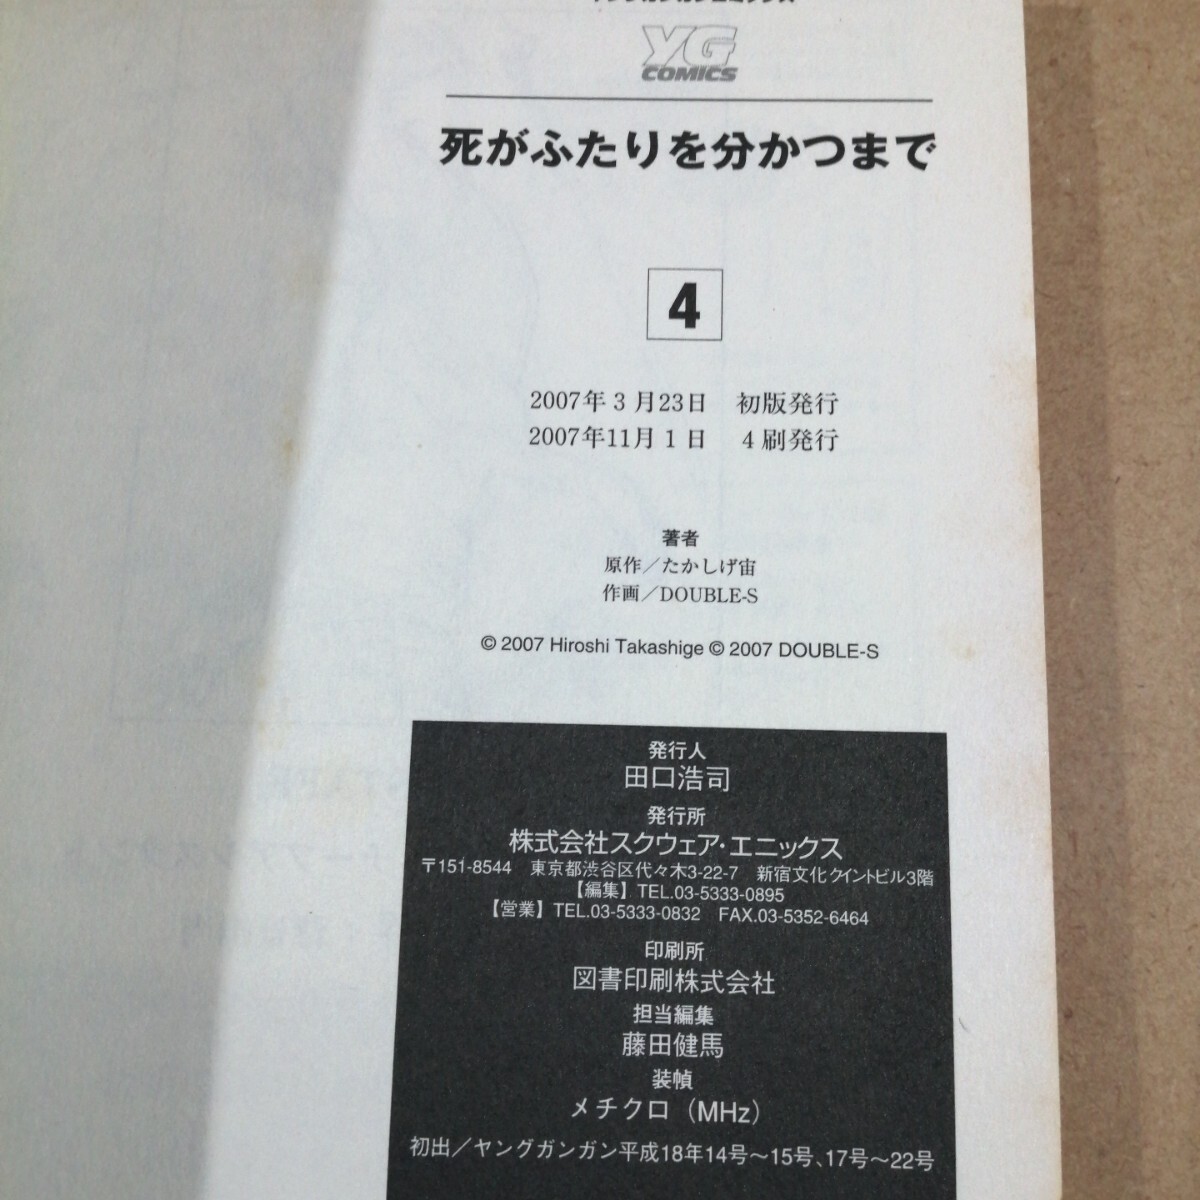 YG
COMICS
死がふたりを分かつまで
4
2007年3月23日　初版発行
2007年11月1日　4刷発行
著者
原作／たかしげ宙
作画／DOUBLE-S
© 2007 Hiroshi Takashige © 2007 DOUBLE-S
発行人
田口浩司
発行所
株式会社スクウェア・エニックス
〒151-8544　東京都渋谷区代々木3-22-7　新宿文化クイントビル3階
【編集】TEL.03-5333-0895
【営業】TEL.03-5333-0832　FAX.03-5352-6464
印刷所
図書印刷株式会社
担当編集
藤田健馬
装幀
メチクロ（MHz）
初出／ヤングガンガン平成18年14号～15号、17号～22号